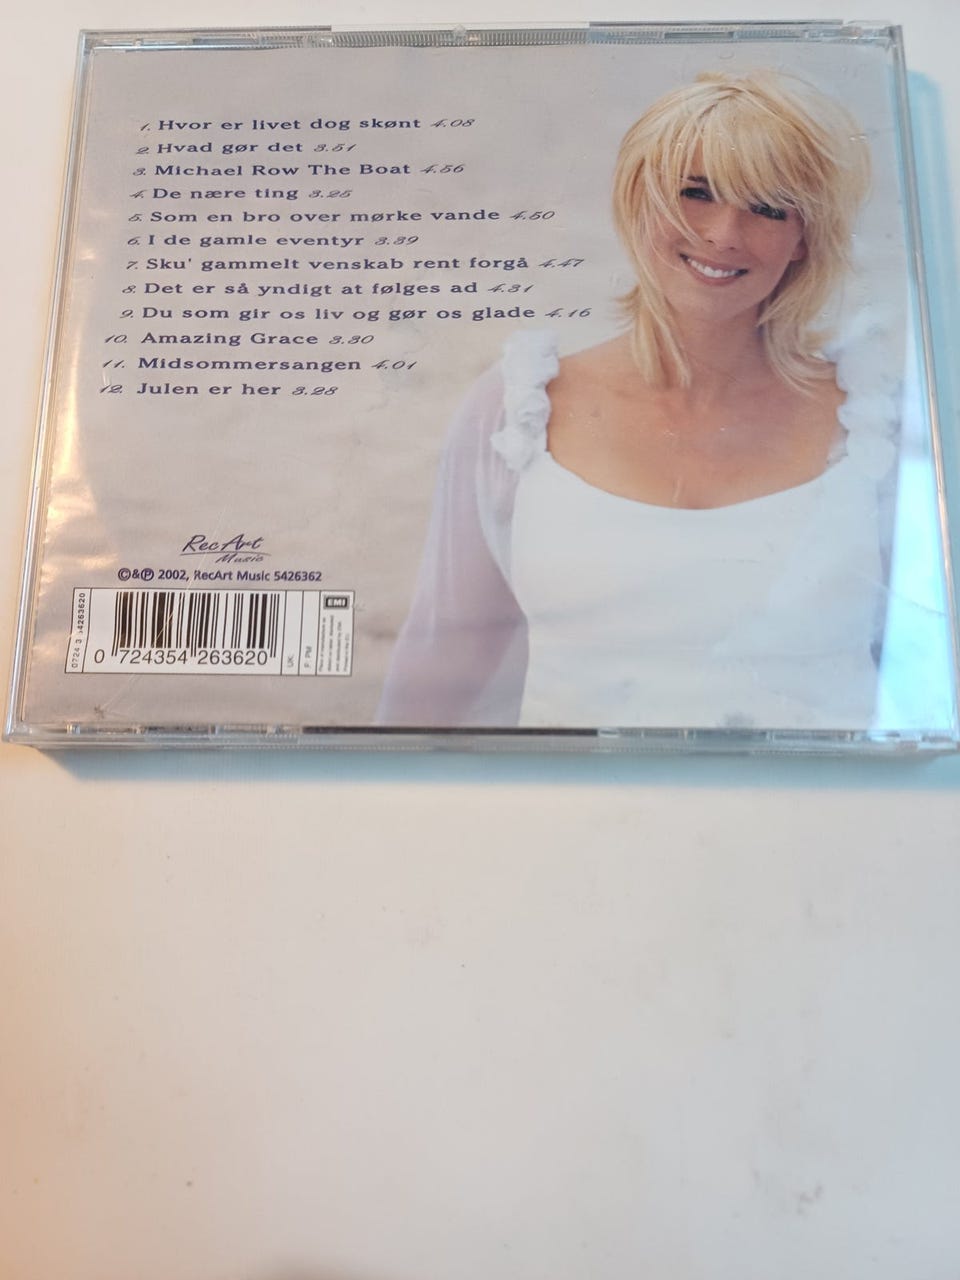 1. Hvor er livet dog skønt 4.08
2. Hvad gør det 3.51
3. Michael Row The Boat 4.56
4. De nære ting 3.25
5. Som en bro over mørke vande 4.50
6. I de gamle eventyr 3.39
7. Sku' gammelt venskab rent forgå 4.47
8. Det er så yndigt at følges ad 4.31
9. Du som gir os liv og gør os glade 4.16
10. Amazing Grace 3.30
11. Midsommersangen 4.01
12. Julen er her 3.28
RecArt
Music
©&℗ 2002, RecArt Music 5426362
0 724354 263620
UK:
F: PM
EMI